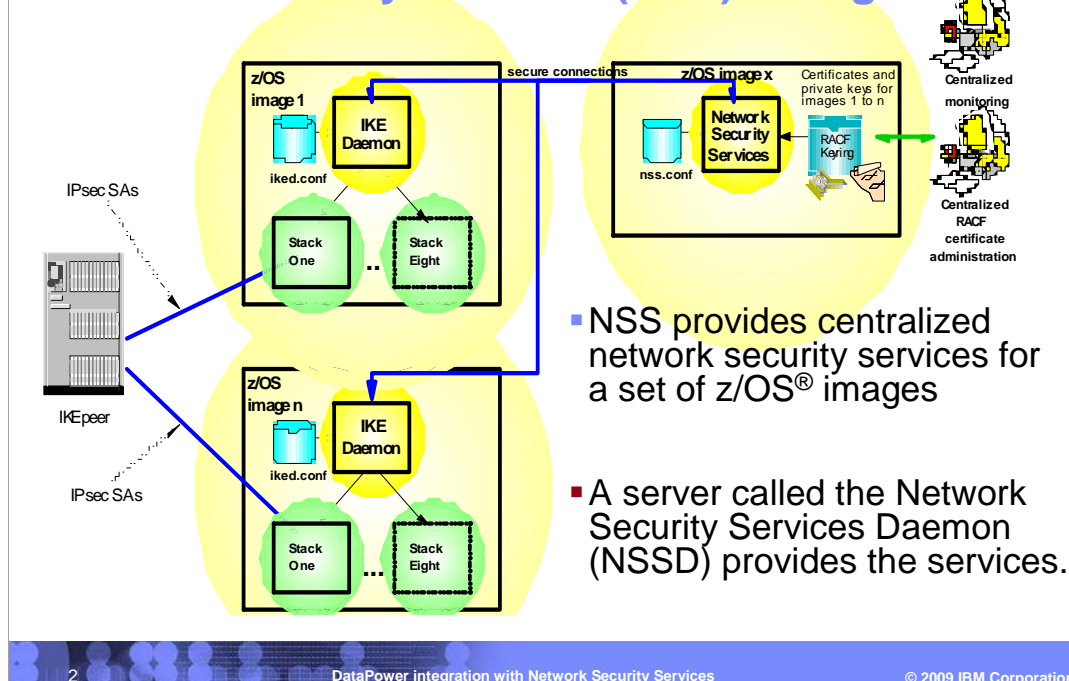 z/OS
image 1
IKE
Daemon
iked.conf
Stack
One
..
Stack
Eight
secure connections
z/OS image x
Certificates and
private keys for
images 1 to n
Network
Security
Services
RACF
Keyring
nss.conf
Centralized
monitoring
Centralized
RACF
certificate
administration
IPsec SAs
IKEpeer
IPsec SAs
z/OS
image n
IKE
Daemon
iked.conf
Stack
One
...
Stack
Eight
▪NSS provides centralized
network security services for
a set of z/OS® images
▪A server called the Network
Security Services Daemon
(NSSD) provides the services.
2
DataPower integration with Network Security Services
© 2009 IBM Corporation